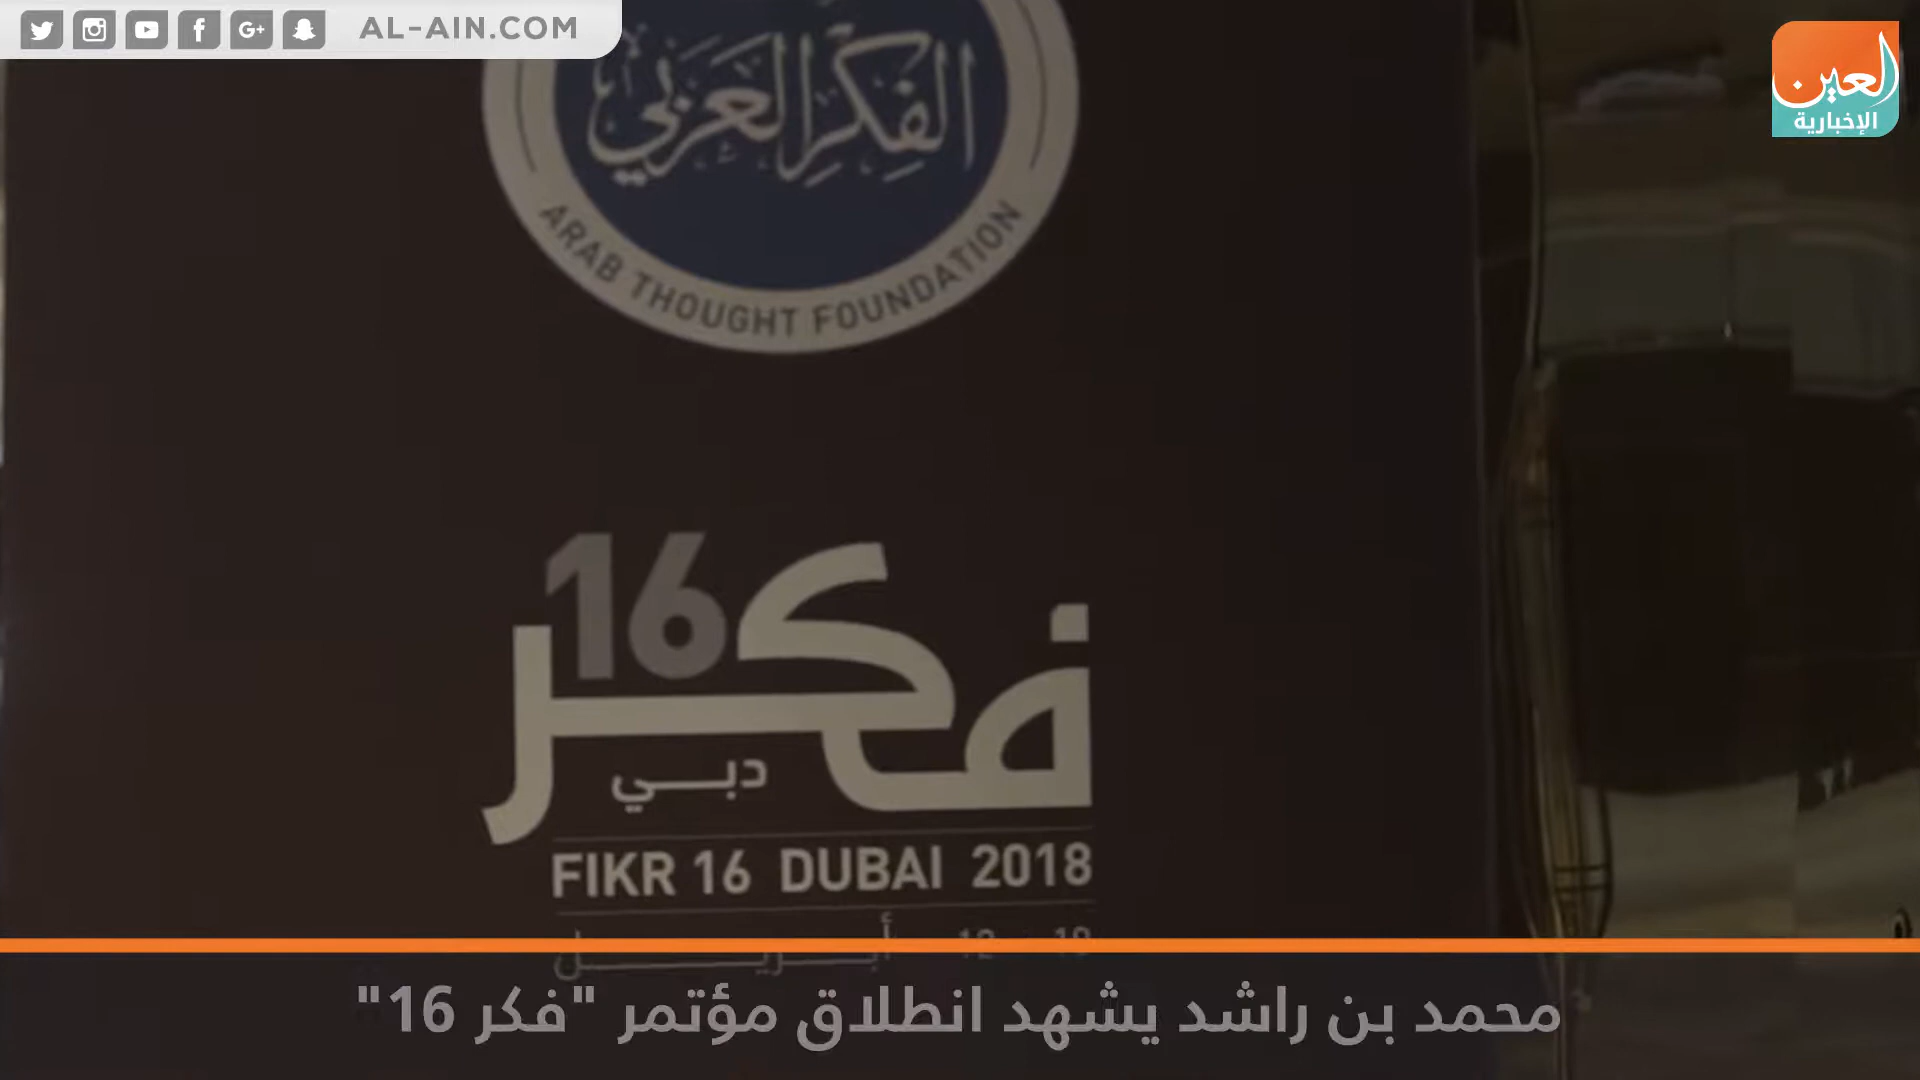 AL-AIN.COM
العين
الإخبارية
الفكر العربي
ARAB THOUGHT FOUNDATION
فكر 16
دبي
FIKR 16 DUBAI 2018
أبريل
محمد بن راشد يشهد انطلاق مؤتمر "فكر 16"